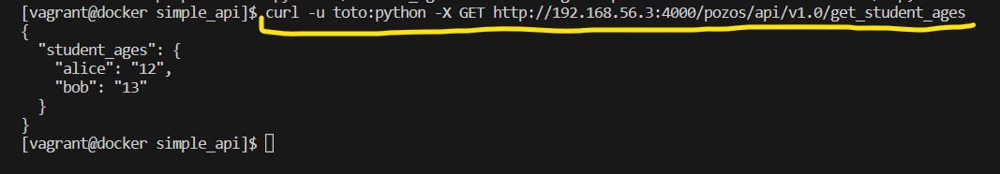 [vagrant@docker simple_api]$ curl -u toto:python -X GET http://192.168.56.3:4000/pozos/api/v1.0/get_student_ages
{
  "student_ages": {
    "alice": "12",
    "bob": "13"
  }
}
[vagrant@docker simple_api]$